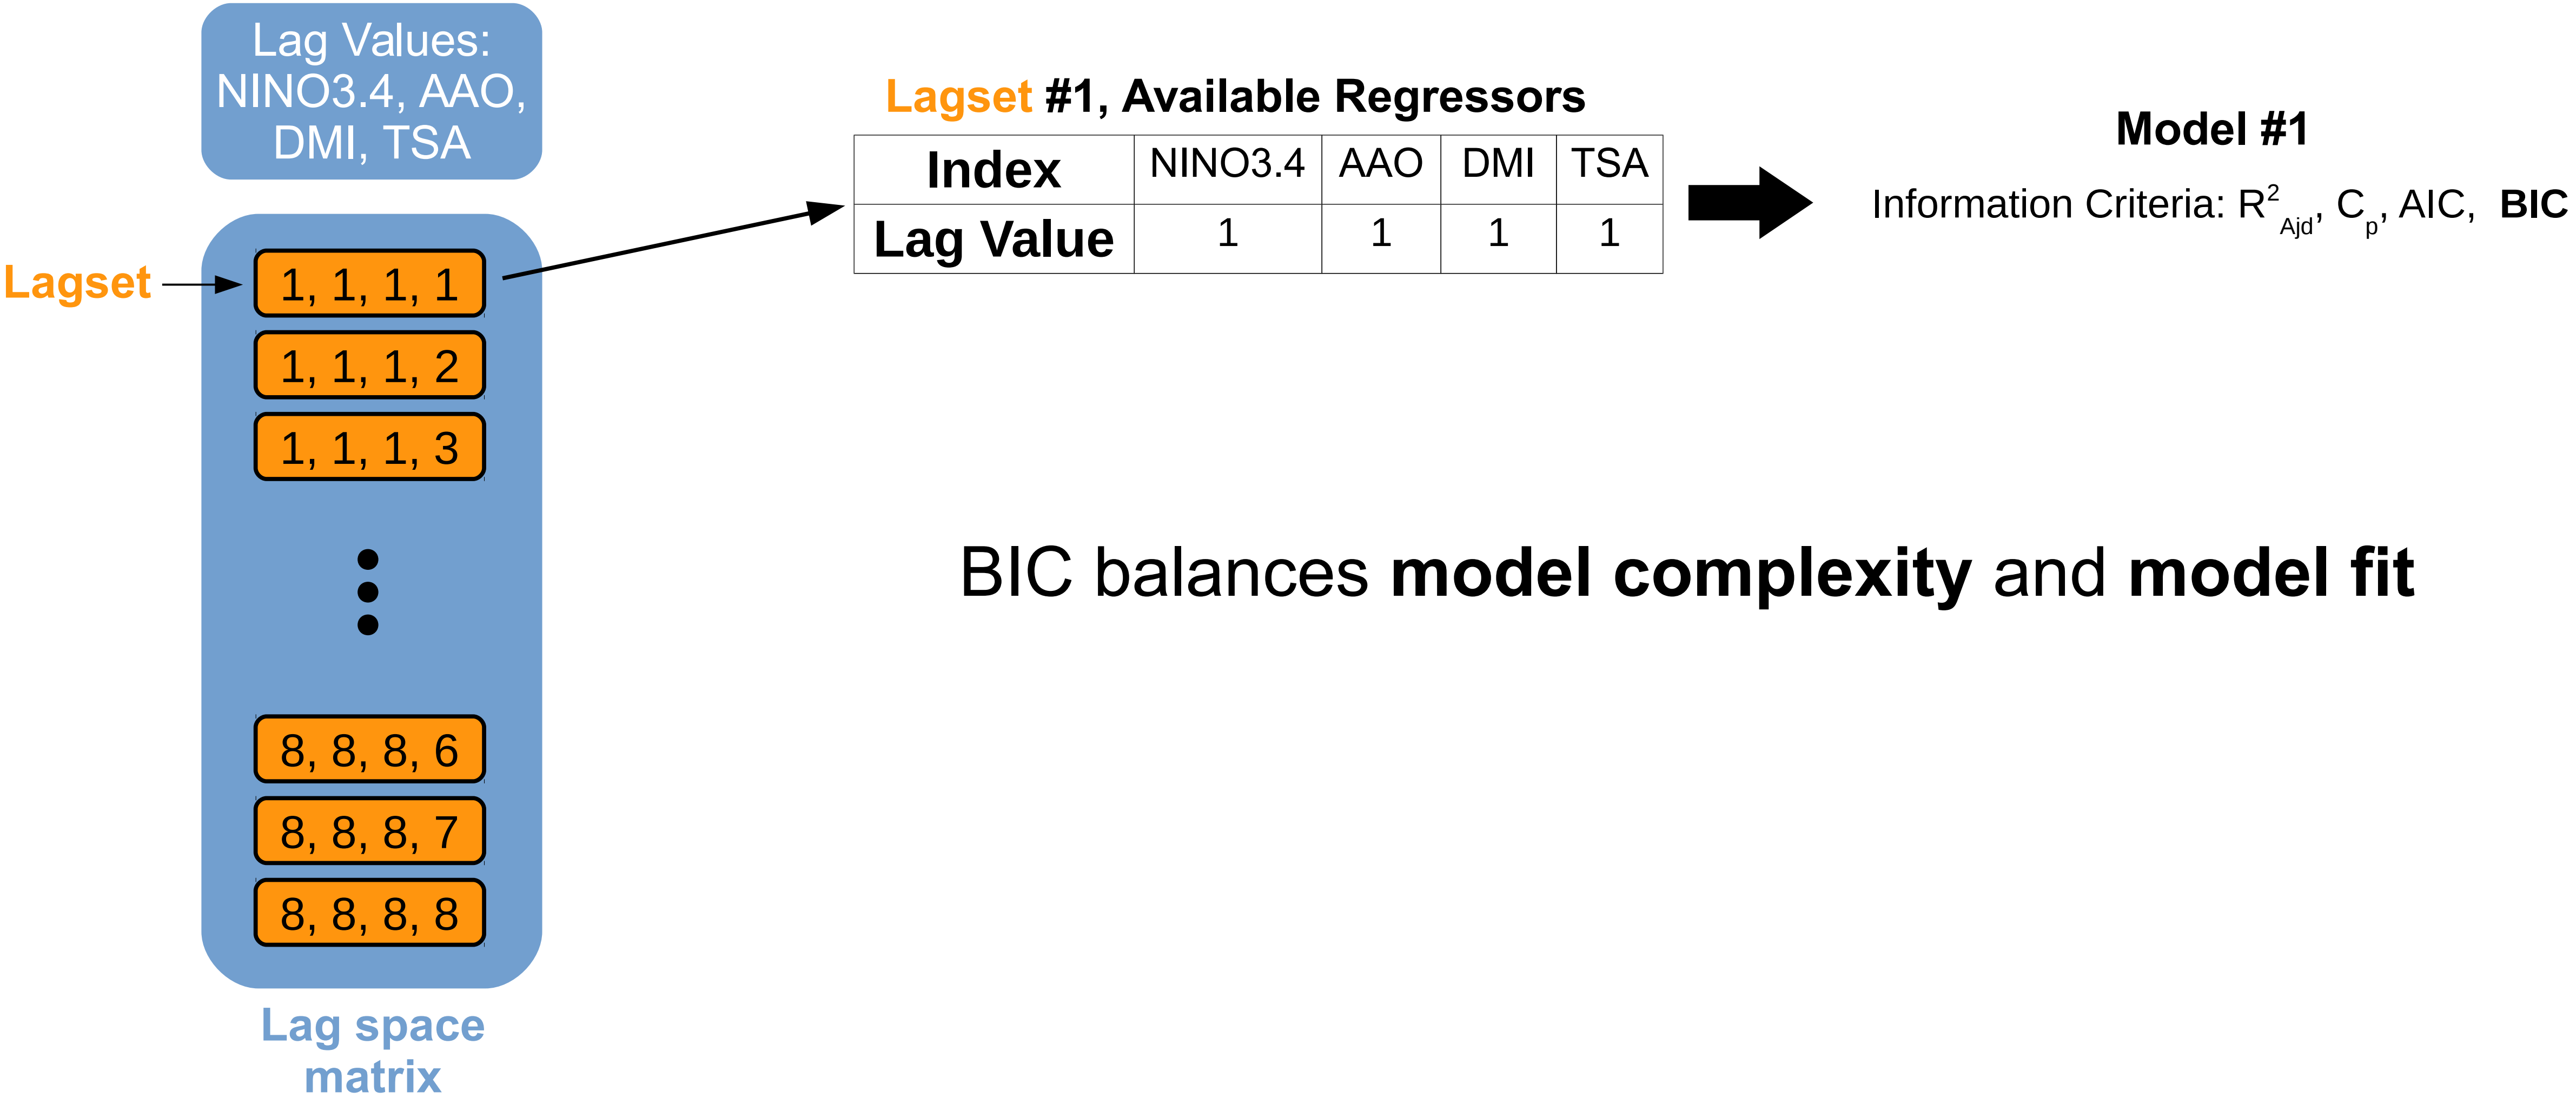 Lag Values:
NINO3.4, AAO,
DMI, TSA
Lagset
1, 1, 1, 1
1, 1, 1, 2
1, 1, 1, 3
8, 8, 8, 6
8, 8, 8, 7
8, 8, 8, 8
Lag space
matrix
Lagset #1, Available Regressors
Index NINO3.4 AAO DMI TSA
Lag Value 1 1 1 1
Model #1
Information Criteria: R²Ajd, Cp, AIC, BIC
BIC balances model complexity and model fit